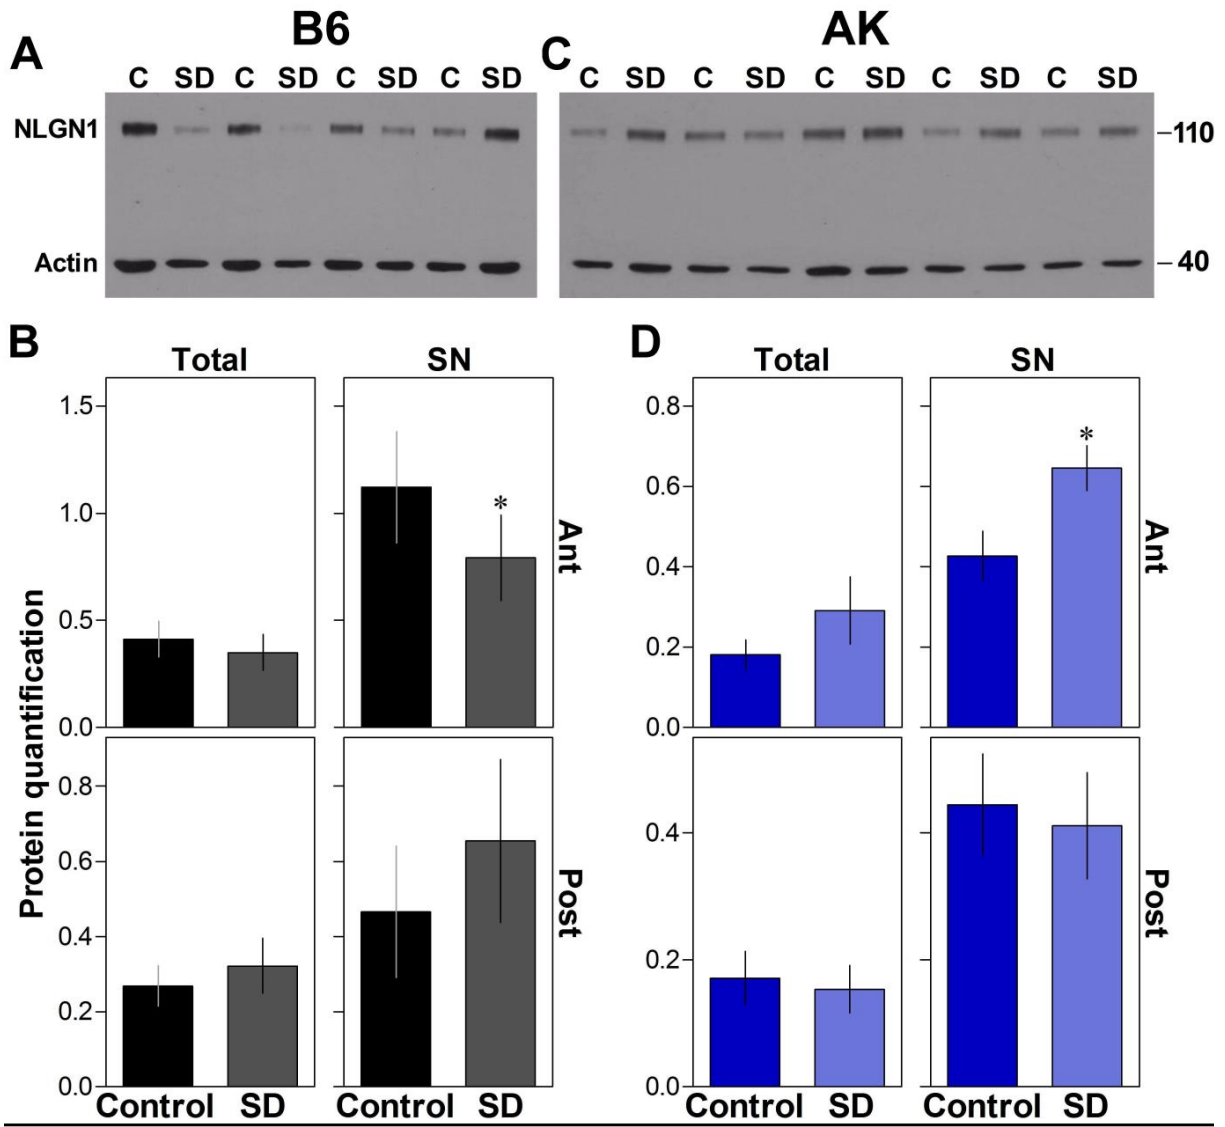 B6
AK
A
C
C SD C SD C SD C SD
C SD C SD C SD C SD C SD
NLGN1
–110
Actin
–40
B
D
Total
SN
Total
SN
1.5
1.0
0.5
0.0
*
Ant
0.8
0.6
0.4
0.2
0.0
*
Ant
Protein quantification
0.8
0.6
0.4
0.2
0.0
Post
0.4
0.2
0.0
Post
Control SD
Control SD
Control SD
Control SD